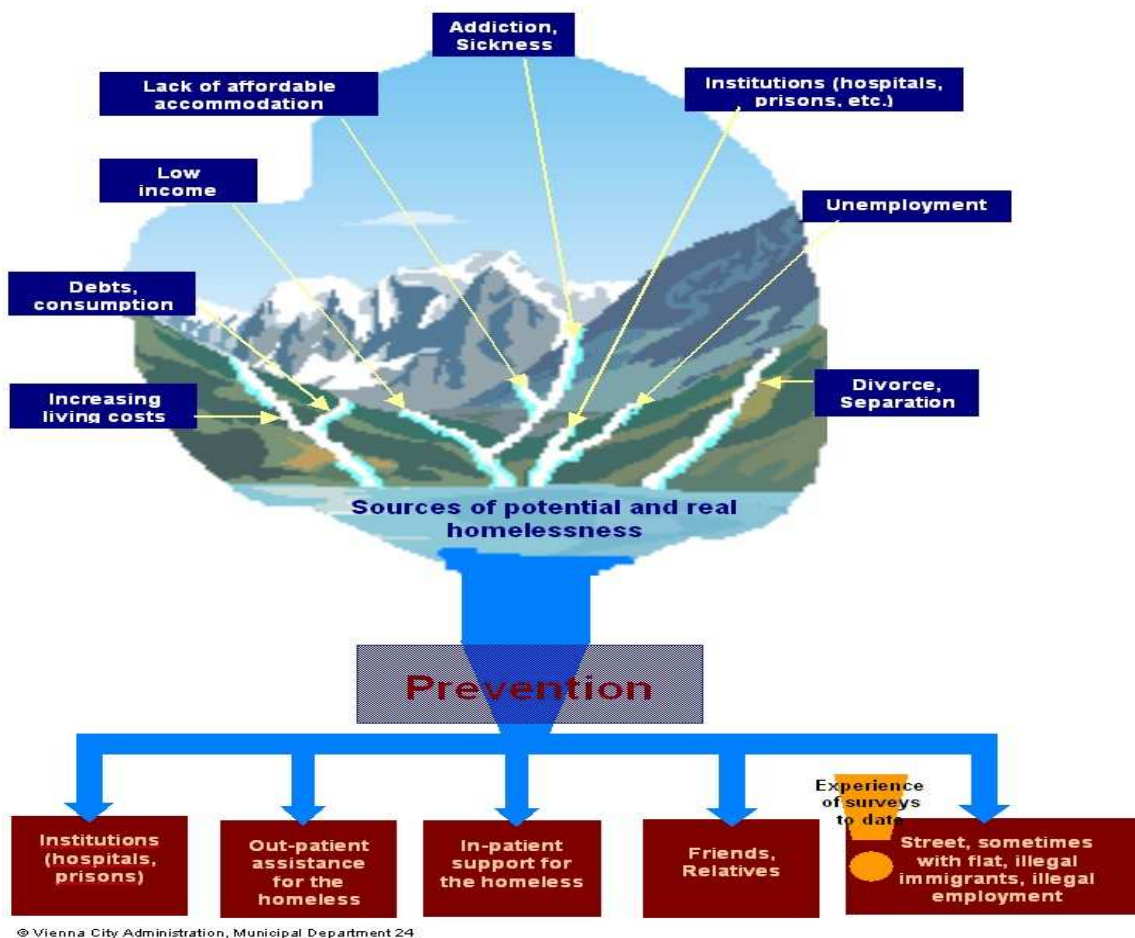 Addiction,
Sickness
Lack of affordable
accommodation
Institutions (hospitals,
prisons, etc.)
Low
income
Unemployment
Debts,
consumption
Increasing
living costs
Divorce,
Separation
Sources of potential and real
homelessness
Prevention
Experience
of surveys
to date
Institutions
(hospitals,
prisons)
Out-patient
assistance
for the
homeless
In-patient
support for
the homeless
Friends,
Relatives
Street, sometimes
with flat, illegal
immigrants, illegal
employment
© Vienna City Administration, Municipal Department 24